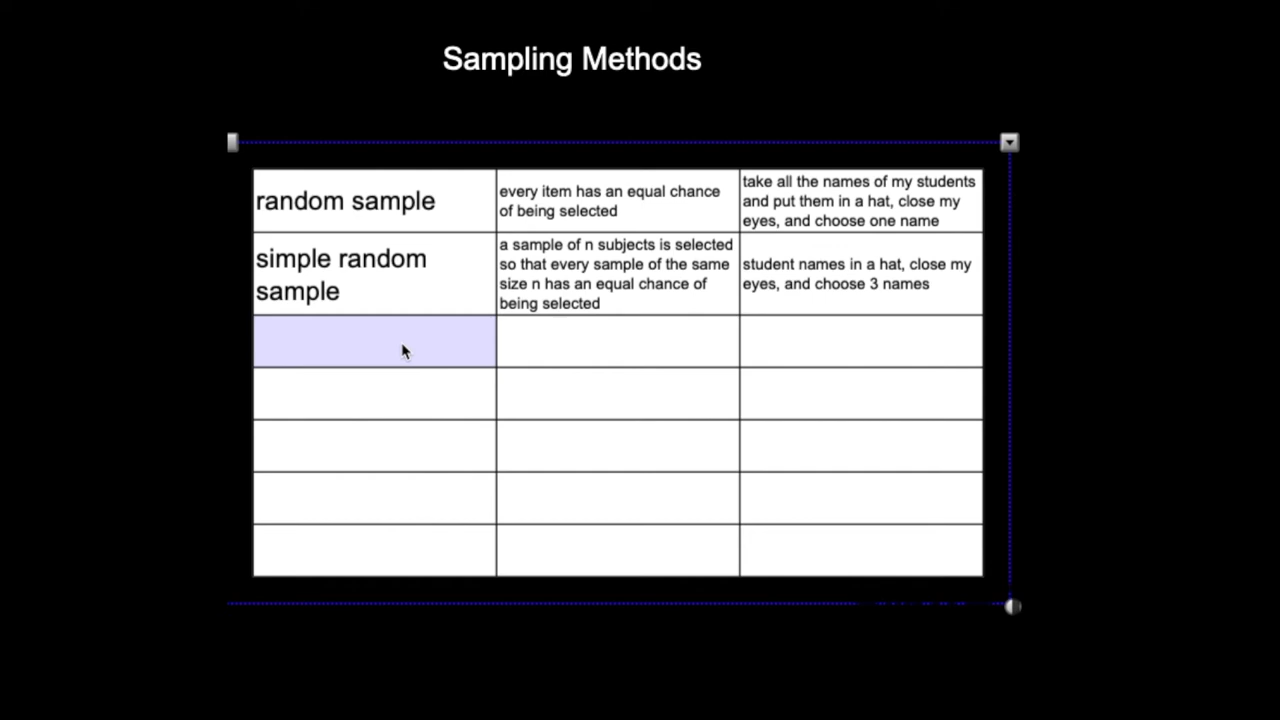 Sampling Methods
random sample
every item has an equal chance
of being selected
take all the names of my students
and put them in a hat, close my
eyes, and choose one name
simple random
sample
a sample of n subjects is selected
so that every sample of the same
size n has an equal chance of
being selected
student names in a hat, close my
eyes, and choose 3 names